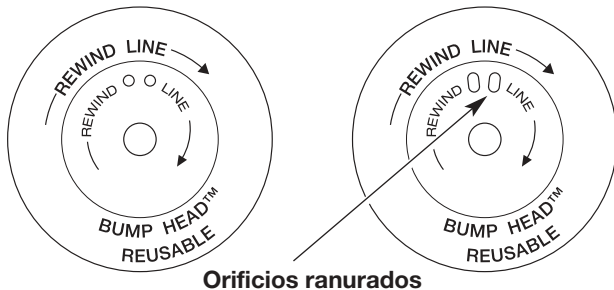 REWIND LINE
REWIND LINE
BUMP HEAD™
REUSABLE
REWIND LINE
REWIND LINE
BUMP HEAD™
REUSABLE
Orificios ranurados